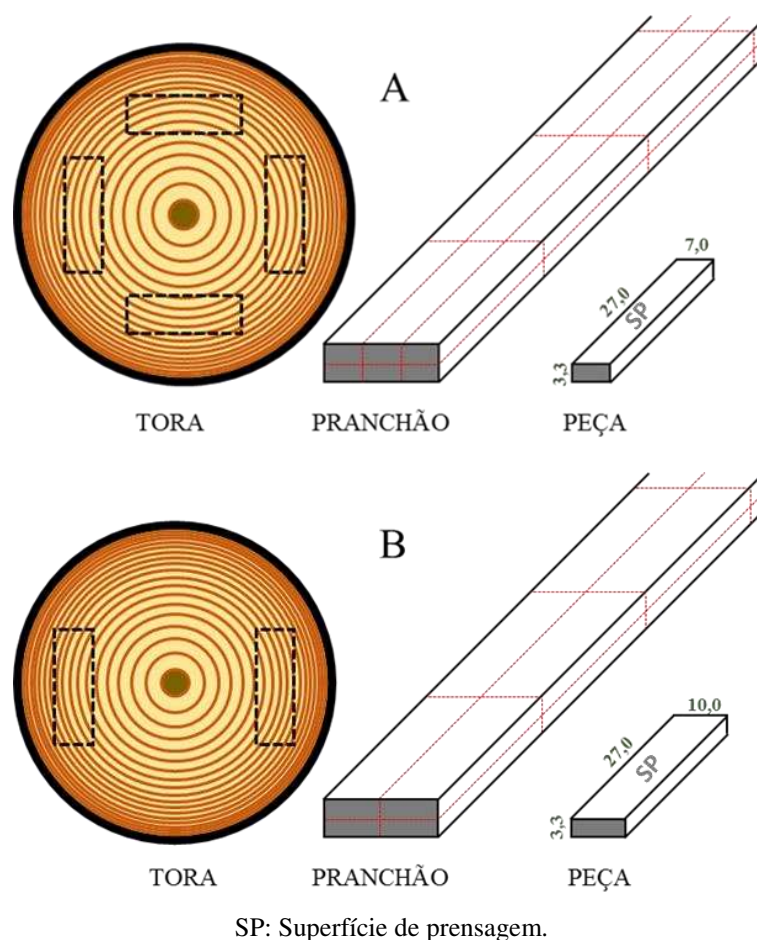 A
7,0
27,0
SP
3,3
TORA PRANCHÃO PEÇA
B
10,0
27,0
SP
3,3
TORA PRANCHÃO PEÇA
SP: Superfície de prensagem.